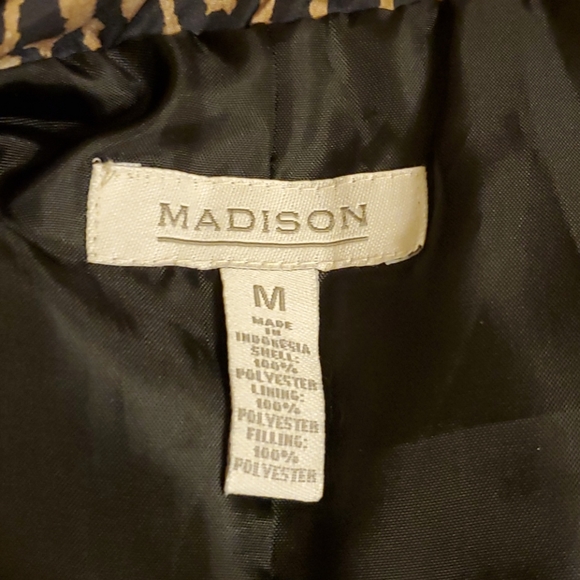 MADISON
M
MADE
IN
INDONESIA
SHELL:
100%
POLYESTER
LINING:
100%
POLYESTER
FILLING:
100%
POLYESTER